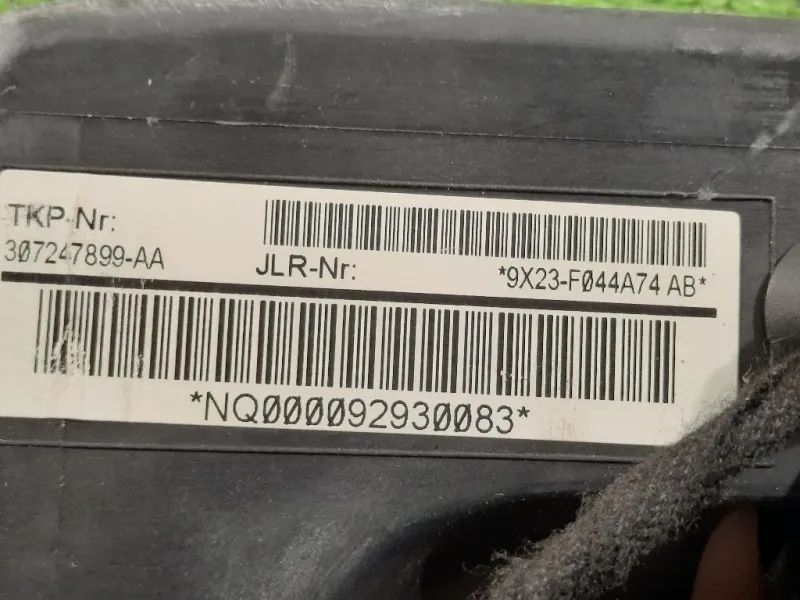 TKP-Nr:
307247899-AA
JLR-Nr: *9X23-F044A74 AB*
*NQ000092930083*